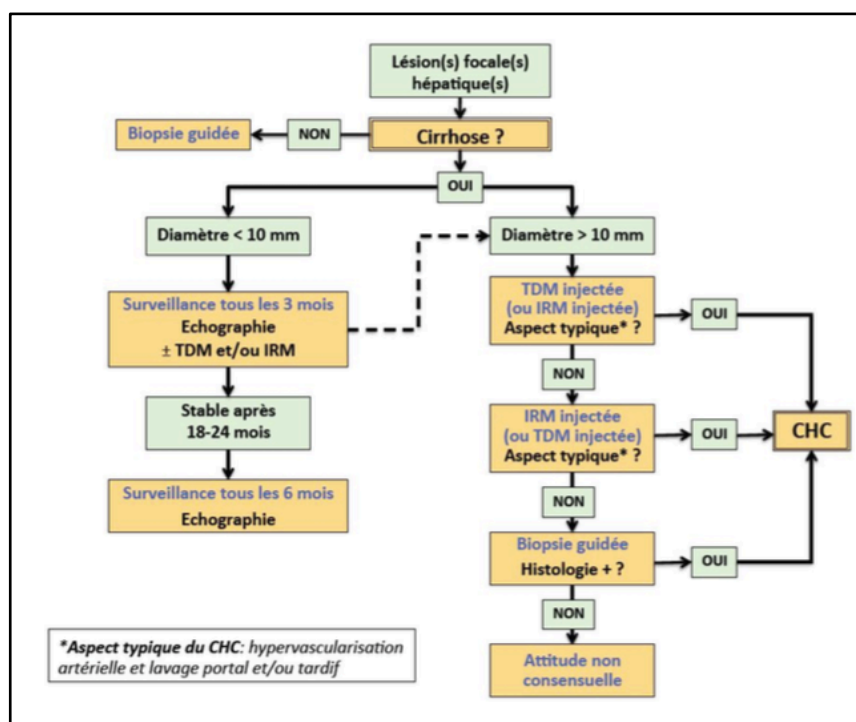 Lésion(s) focale(s)
hépatique(s)
Biopsie guidée
NON
Cirrhose ?
OUI
Diamètre < 10 mm
Diamètre > 10 mm
Surveillance tous les 3 mois
Echographie
± TDM et/ou IRM
TDM injectée
(ou IRM injectée)
Aspect typique* ?
OUI
NON
Stable après
18-24 mois
IRM injectée
(ou TDM injectée)
Aspect typique* ?
OUI
CHC
Surveillance tous les 6 mois
Echographie
NON
Biopsie guidée
Histologie + ?
OUI
NON
*Aspect typique du CHC: hypervascularisation
artérielle et lavage portal et/ou tardif
Attitude non
consensuelle